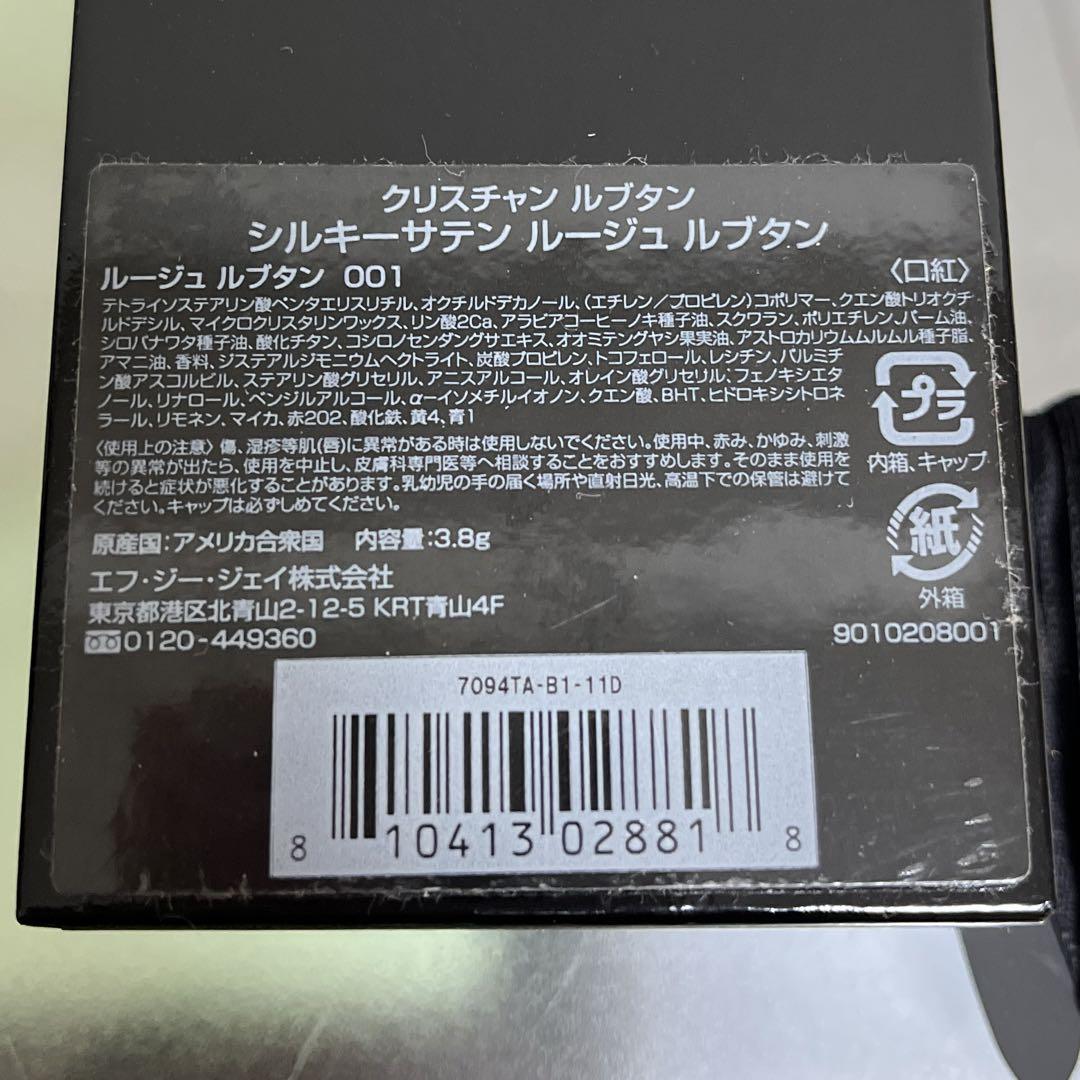 クリスチャン ルブタン
シルキーサテン ルージュ ルブタン
ルージュ ルブタン 001
〈口紅〉
テトライソステアリン酸ペンタエリスリチル、オクチルドデカノール、(エチレン/プロピレン)コポリマー、クエン酸トリオクチ
ルドデシル、マイクロクリスタリンワックス、リン酸2Ca、アラビアコーヒーノキ種子油、スクワラン、ポリエチレン、パーム油、
シロバナワタ種子油、酸化チタン、コシロノセンダングサエキス、オオミテングヤシ果実油、アストロカリウムムルムル種子脂、
アマニ油、香料、ジステアルジモニウムヘクトライト、炭酸プロピレン、トコフェロール、レシチン、パルミチ
ン酸アスコルビル、ステアリン酸グリセリル、アニスアルコール、オレイン酸グリセリル、フェノキシエタ
ノール、リナロール、ベンジルアルコール、α-イソメチルイオノン、クエン酸、BHT、ヒドロキシシトロネ
ラール、リモネン、マイカ、赤202、酸化鉄、黄4、青1
〈使用上の注意〉傷、湿疹等肌(唇)に異常がある時は使用しないでください。使用中、赤み、かゆみ、刺激
等の異常が出たら、使用を中止し、皮膚科専門医等へ相談することをおすすめします。そのまま使用を
続けると症状が悪化することがあります。乳幼児の手の届く場所や直射日光、高温下での保管は避けて
ください。キャップは必ずしめてください。
プラ
内箱、キャップ
紙
外箱
原産国:アメリカ合衆国 内容量:3.8g
エフ・ジー・ジェイ株式会社
東京都港区北青山2-12-5 KRT青山4F
0120-449360
9010208001
7094TA-B1-11D
8 10413 02881 8